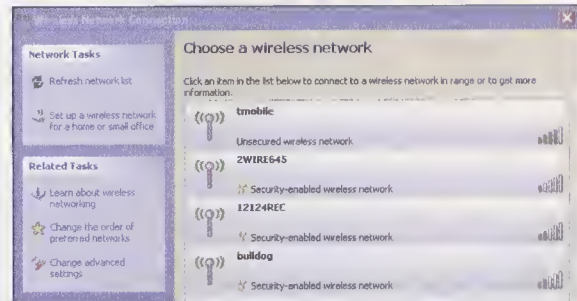 Wireless Network Connection
Network Tasks
Refresh network list
Set up a wireless network
for a home or small office
Related Tasks
Learn about wireless
networking
Change the order of
preferred networks
Change advanced
settings
Choose a wireless network
Click an item in the list below to connect to a wireless network in range or to get more
information.
tmobile
Unsecured wireless network
2WIRE645
Security-enabled wireless network
12124REC
Security-enabled wireless network
bulldog
Security-enabled wireless network